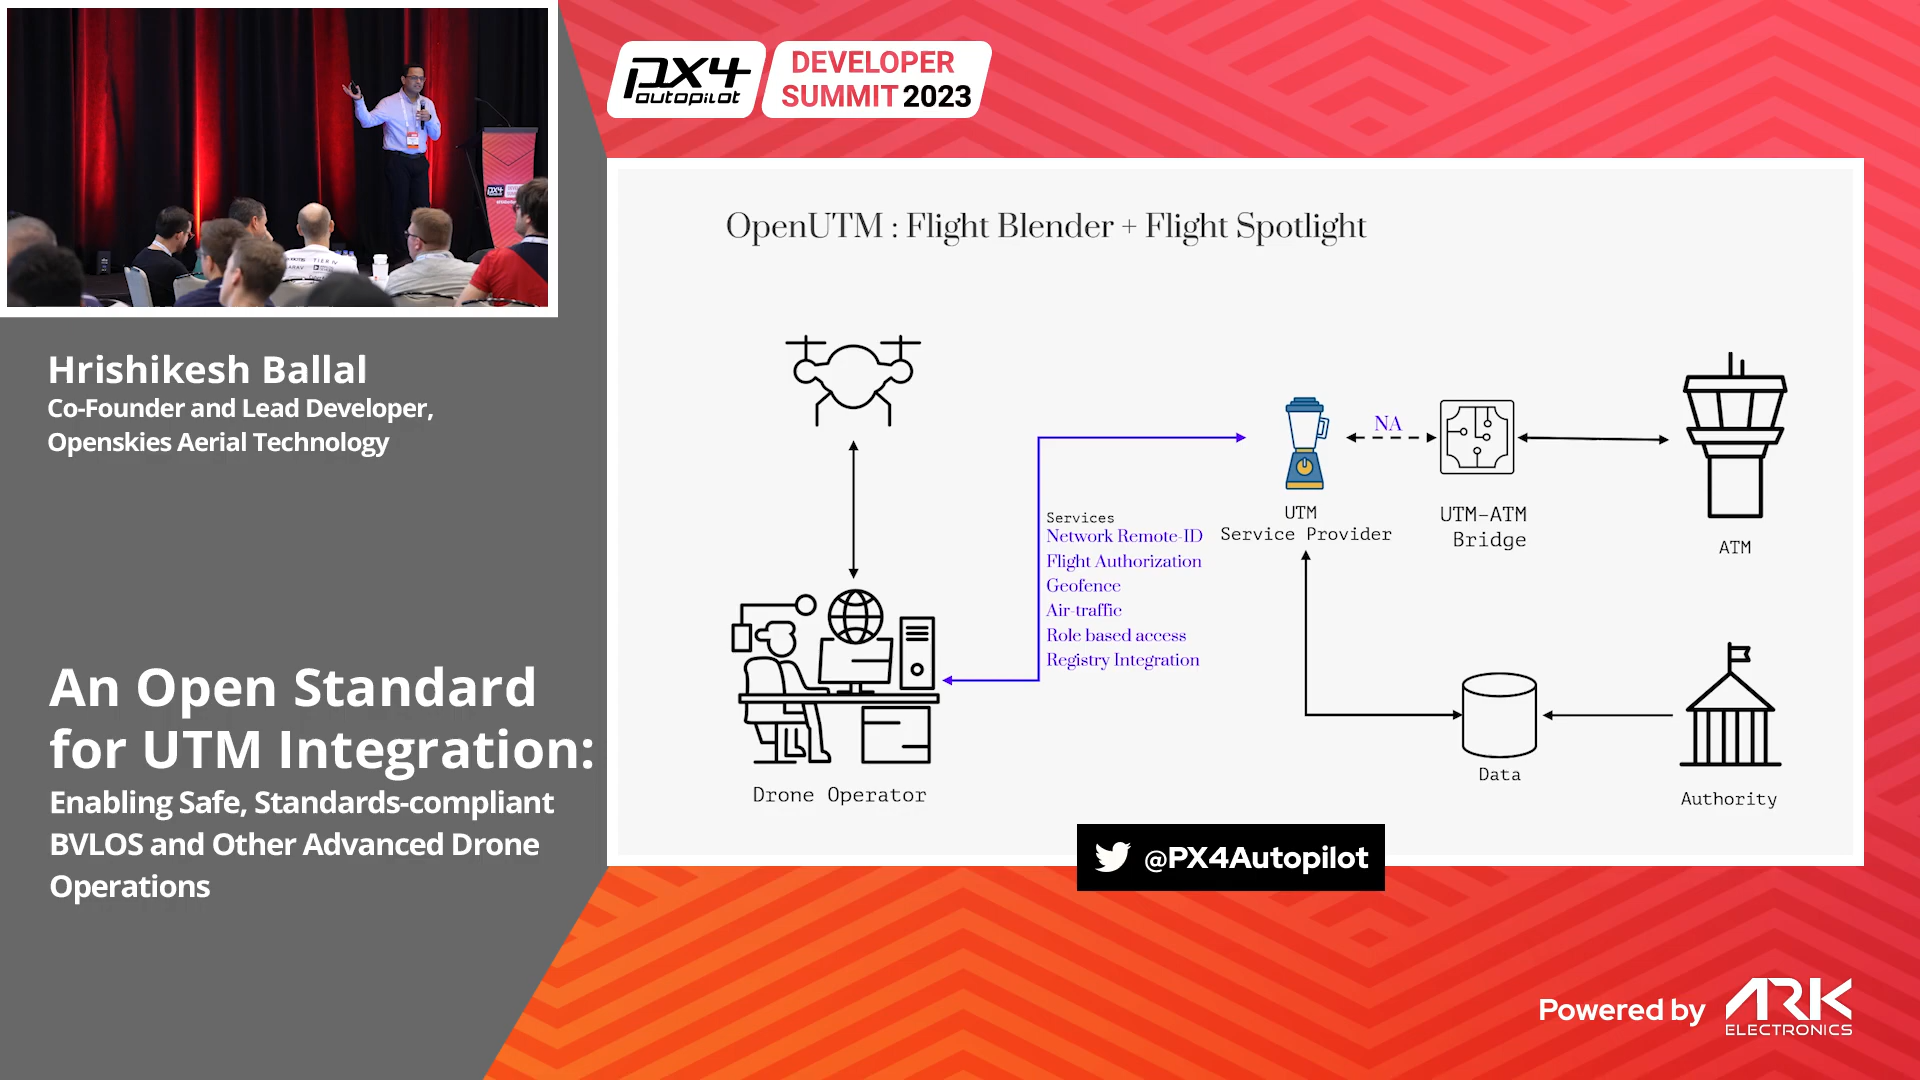 PX4
autopilot
DEVELOPER
SUMMIT 2023
Hrishikesh Ballal
Co-Founder and Lead Developer,
Openskies Aerial Technology
An Open Standard
for UTM Integration:
Enabling Safe, Standards-compliant
BVLOS and Other Advanced Drone
Operations
OpenUTM : Flight Blender + Flight Spotlight
NA
Services
Network Remote-ID
Flight Authorization
Geofence
Air-traffic
Role based access
Registry Integration
UTM
Service Provider
UTM-ATM
Bridge
ATM
Drone Operator
Data
Authority
@PX4Autopilot
Powered by ARK
ELECTRONICS